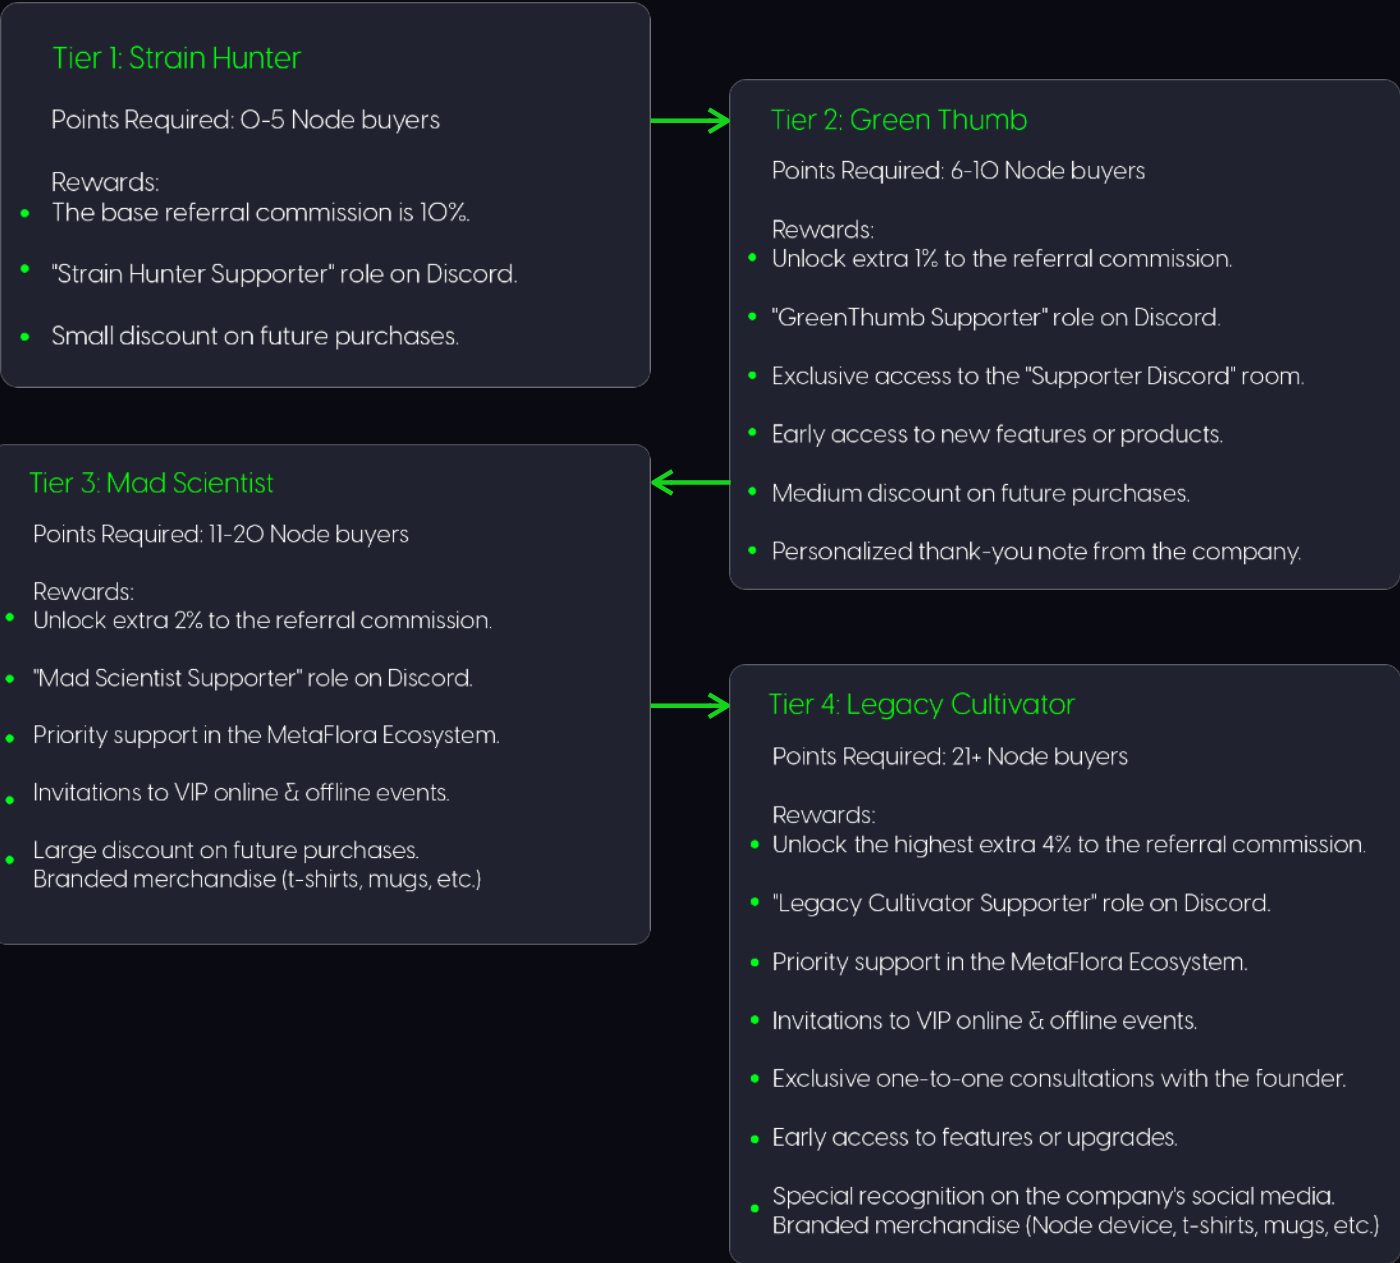 Tier 1: Strain Hunter
Points Required: 0-5 Node buyers
Rewards:
The base referral commission is 10%.
"Strain Hunter Supporter" role on Discord.
Small discount on future purchases.
Tier 2: Green Thumb
Points Required: 6-10 Node buyers
Rewards:
Unlock extra 1% to the referral commission.
"GreenThumb Supporter" role on Discord.
Exclusive access to the "Supporter Discord" room.
Early access to new features or products.
Medium discount on future purchases.
Personalized thank-you note from the company.
Tier 3: Mad Scientist
Points Required: 11-20 Node buyers
Rewards:
Unlock extra 2% to the referral commission.
"Mad Scientist Supporter" role on Discord.
Priority support in the MetaFlora Ecosystem.
Invitations to VIP online & offline events.
Large discount on future purchases.
Branded merchandise (t-shirts, mugs, etc.)
Tier 4: Legacy Cultivator
Points Required: 21+ Node buyers
Rewards:
Unlock the highest extra 4% to the referral commission.
"Legacy Cultivator Supporter" role on Discord.
Priority support in the MetaFlora Ecosystem.
Invitations to VIP online & offline events.
Exclusive one-to-one consultations with the founder.
Early access to features or upgrades.
Special recognition on the company's social media.
Branded merchandise (Node device, t-shirts, mugs, etc.)